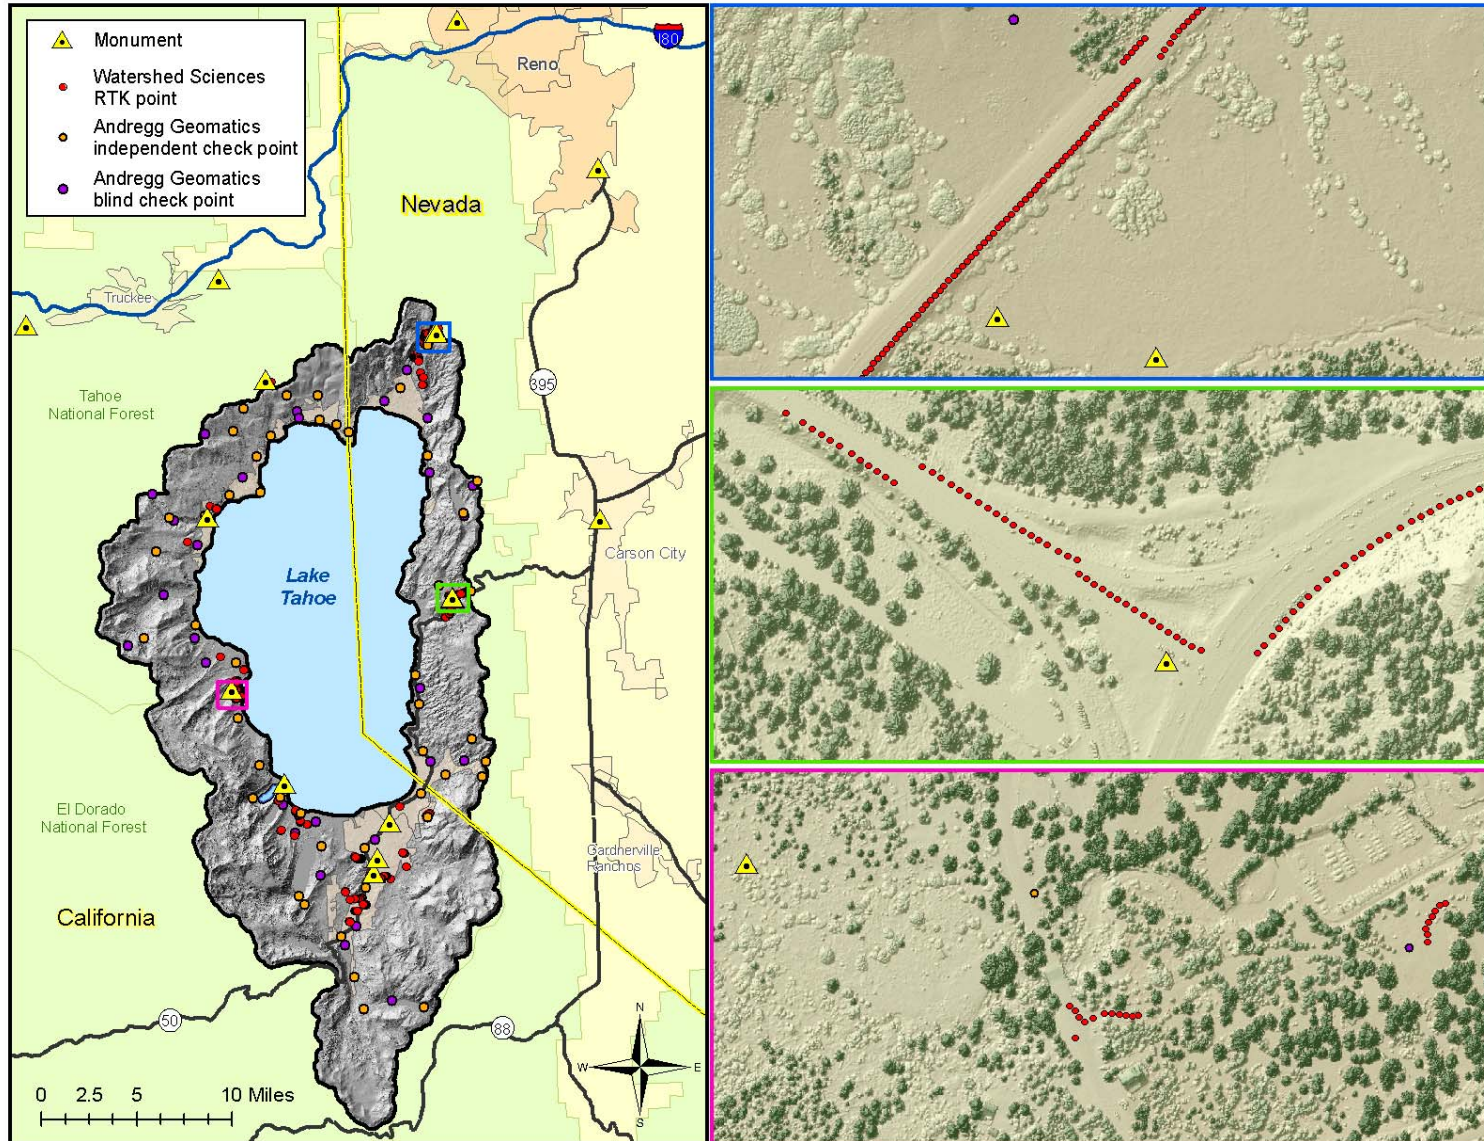 Monument
Watershed Sciences
RTK point
Andregg Geomatics
independent check point
Andregg Geomatics
blind check point
180
Reno
Nevada
Truckee
Tahoe
National Forest
395
Lake
Tahoe
Carson City
El Dorado
National Forest
Gardnerville
Ranchos
California
50
88
N
W
E
S
0
2.5
5
10 Miles